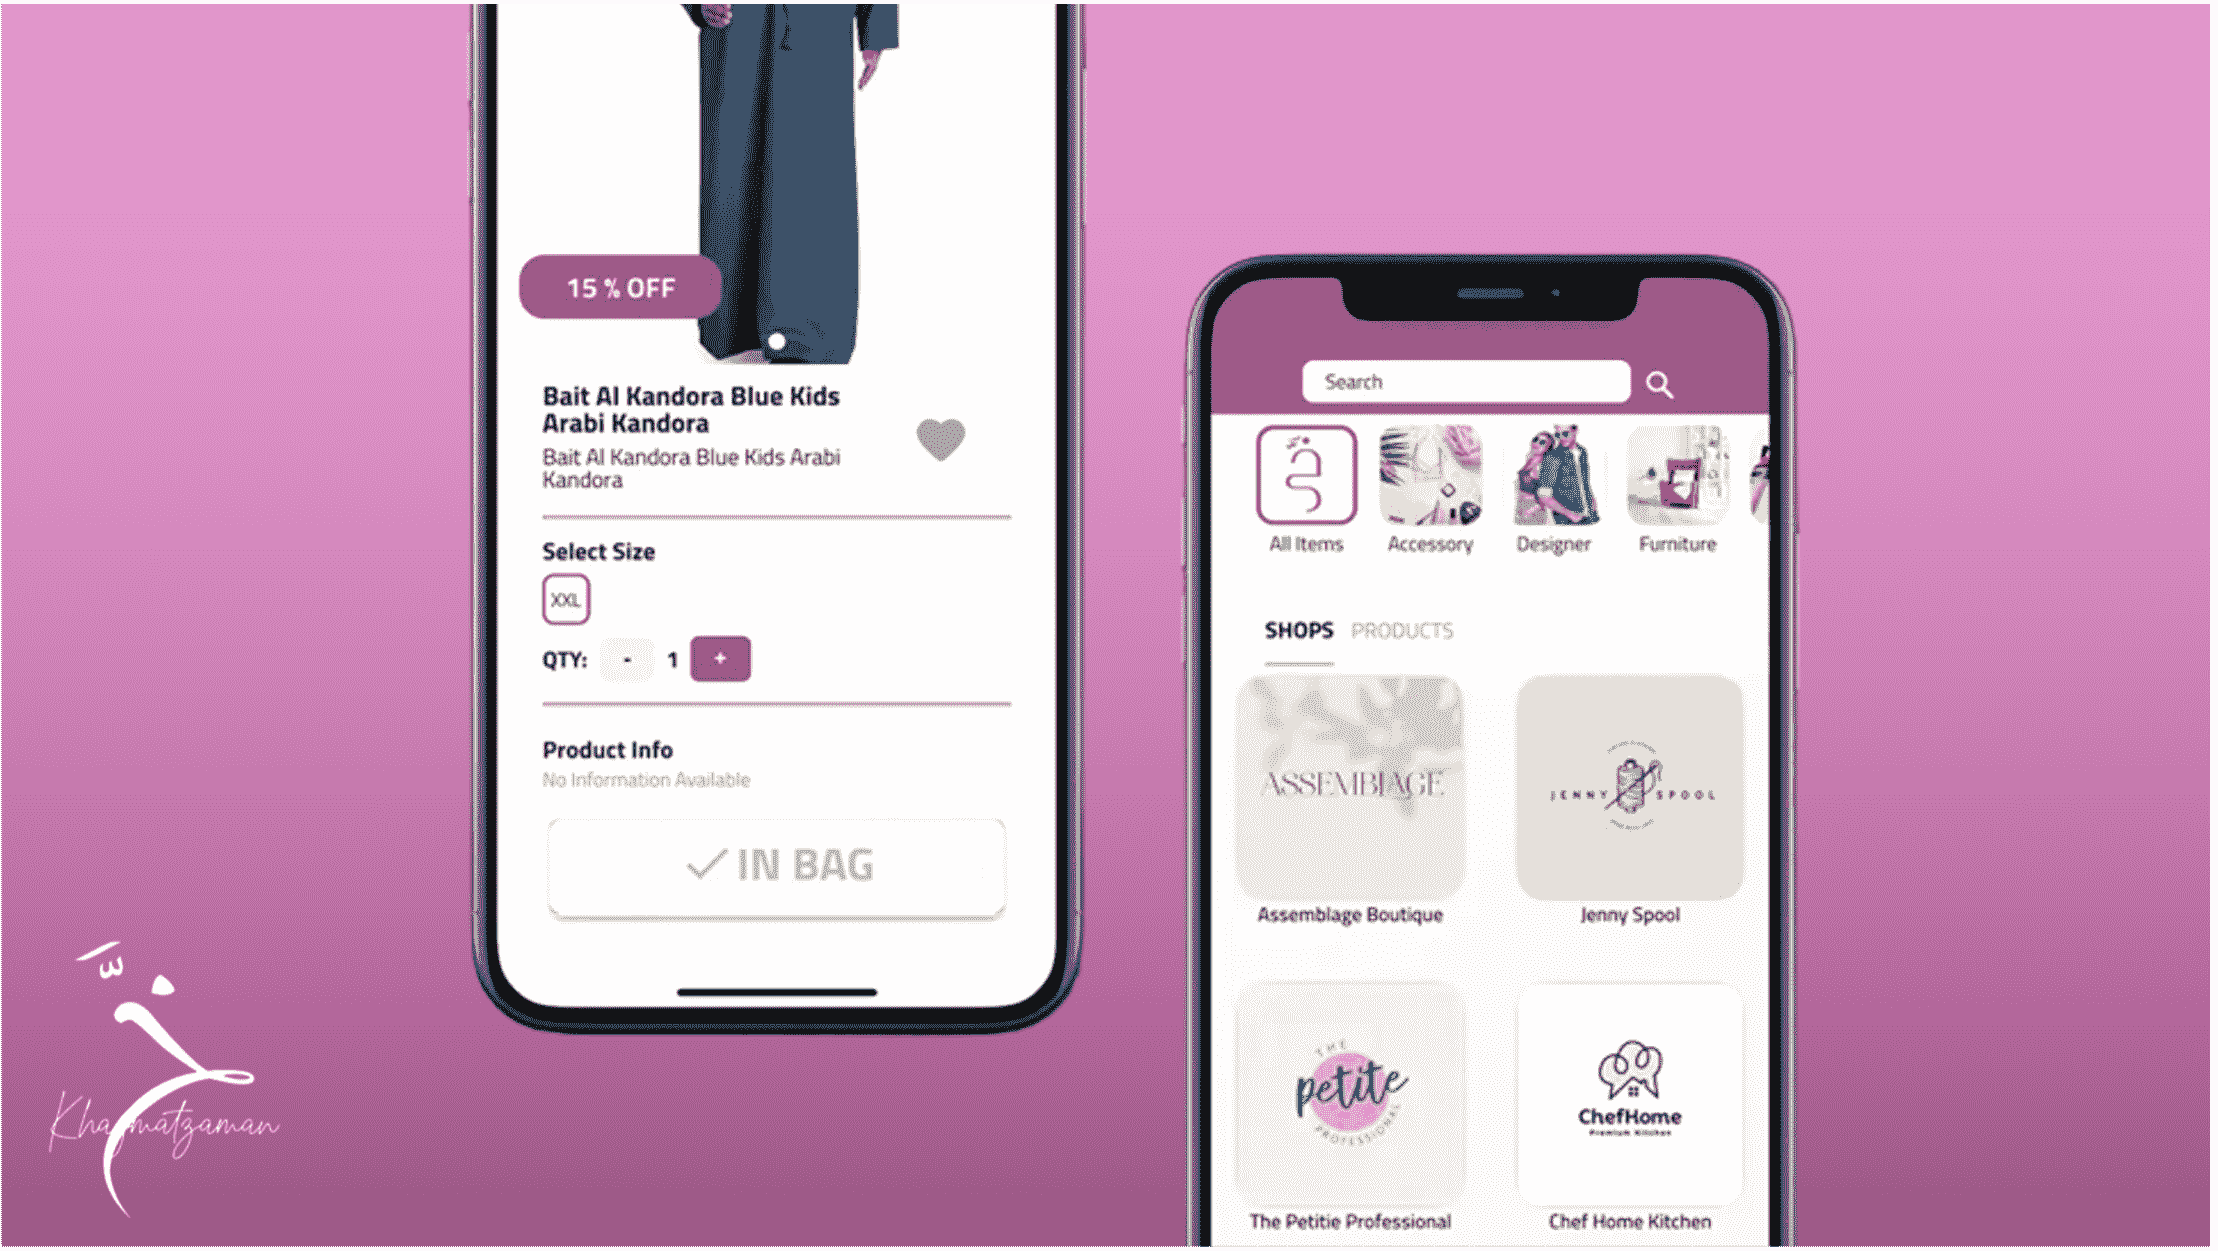 15 % OFF
Bait Al Kandora Blue Kids
Arabi Kandora
Bait Al Kandora Blue Kids Arabi
Kandora
Select Size
XXL
QTY: - 1 +
Product Info
No Information Available
IN BAG
Khaymatzaman
Search
All Items
Accessory
Designer
Furniture
SHOPS PRODUCTS
ASSEMBLAGE
Assemblage Boutique
JENNY SPOOL
Jenny Spool
THE
petite
PROFESSIONAL
The Petitie Professional
ChefHome
Premium Kitchen
Chef Home Kitchen